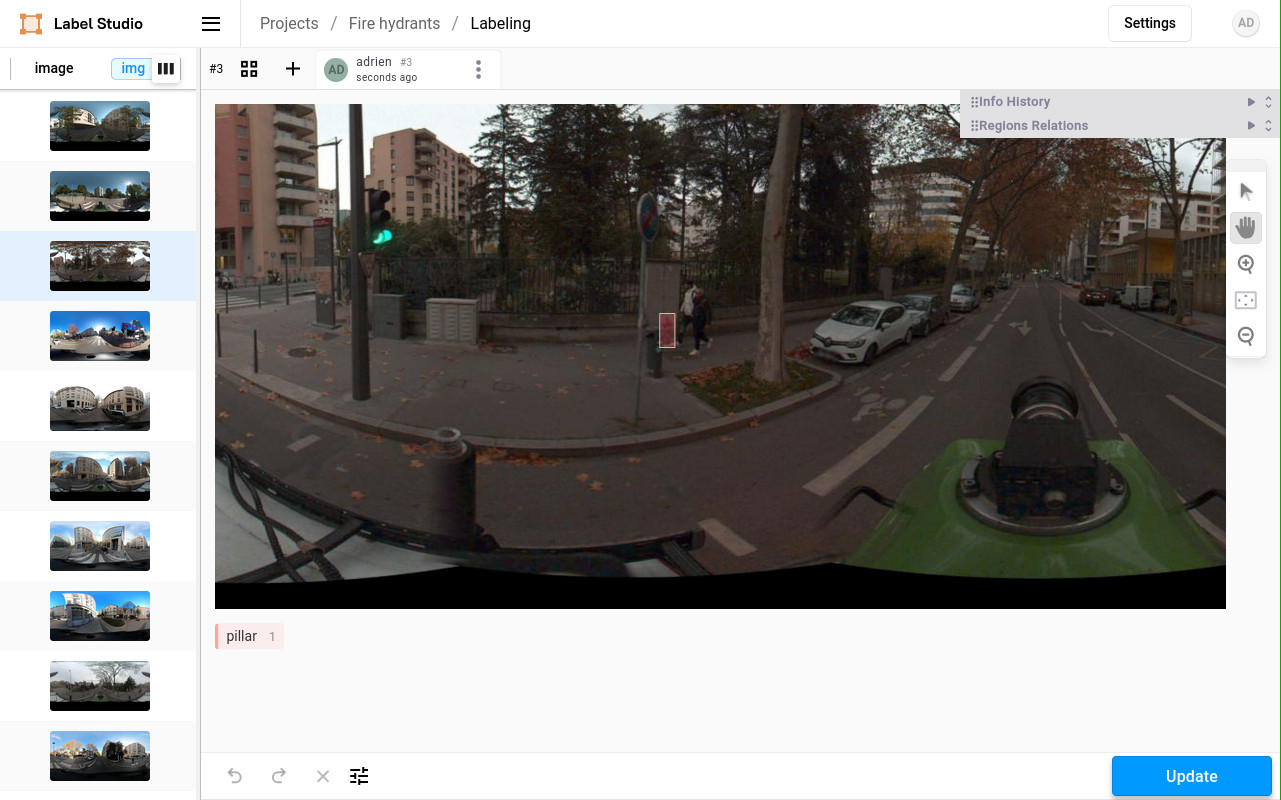 Label Studio
Projects / Fire hydrants / Labeling
Settings
AD
image
img
#3
AD
adrien #3
seconds ago
Info History
Regions Relations
pillar 1
Update